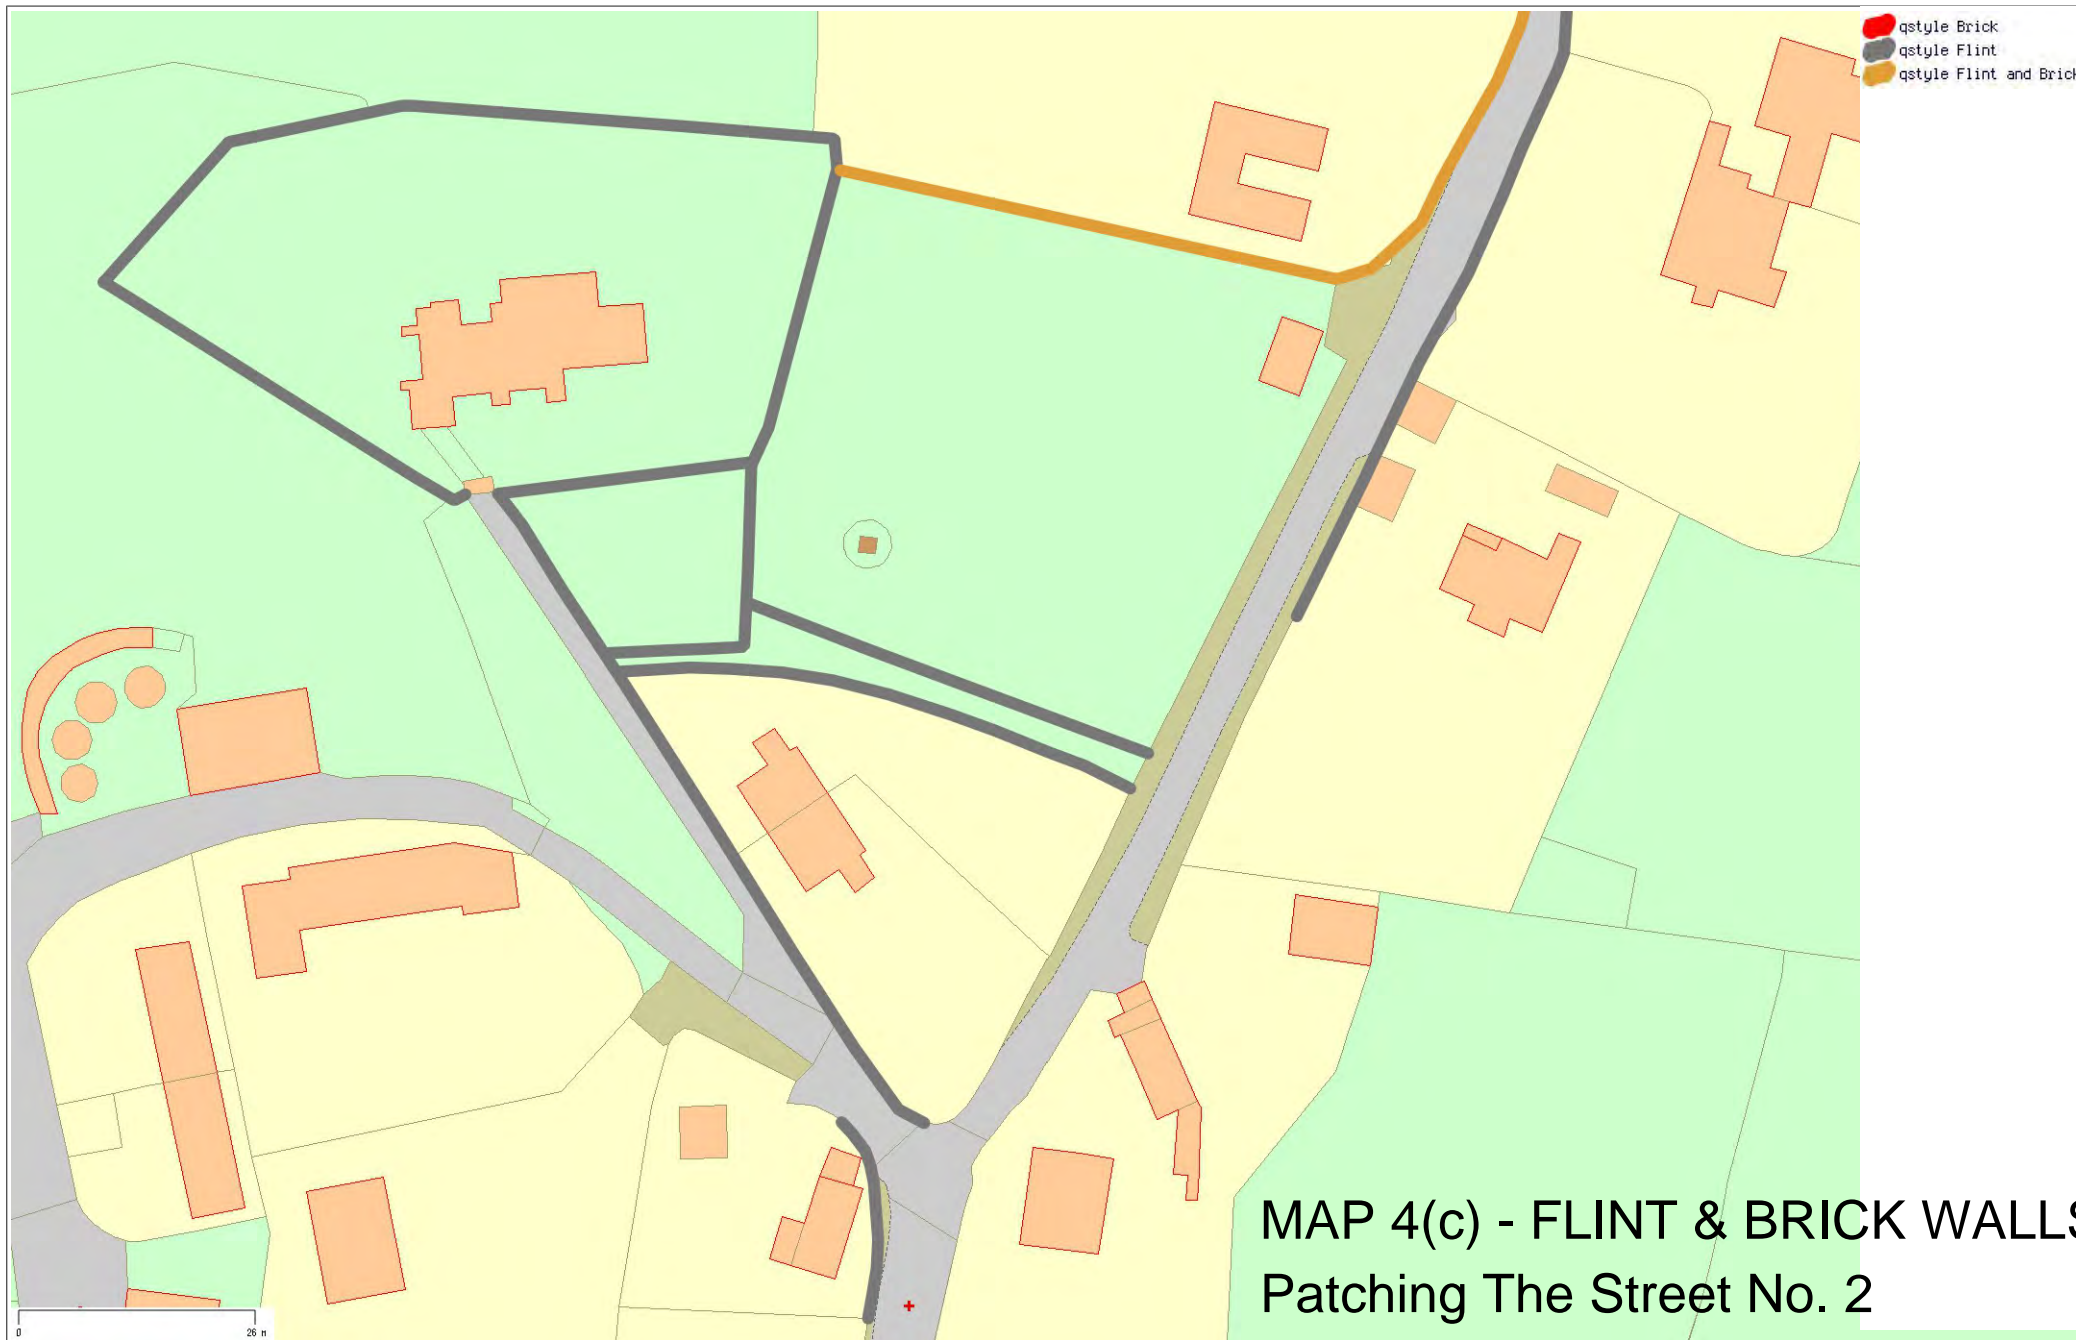 qstyle Brick
qstyle Flint
qstyle Flint and Brick
MAP 4(c) - FLINT & BRICK WALLS
Patching The Street No. 2
0 26 M